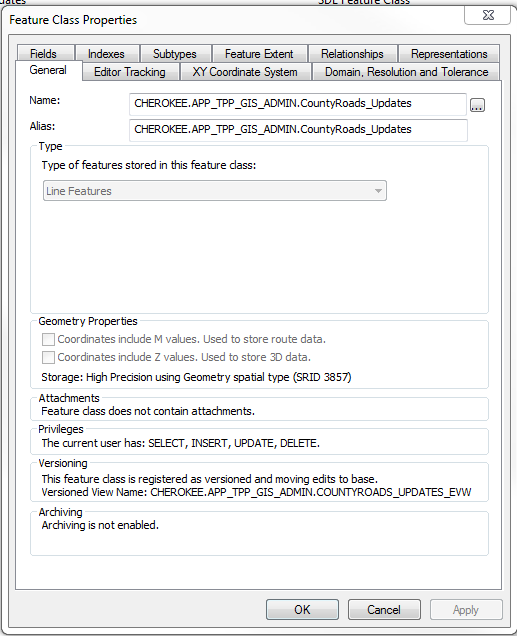 SDE Feature Class
Feature Class Properties
Fields
Indexes
Subtypes
Feature Extent
Relationships
Representations
General
Editor Tracking
XY Coordinate System
Domain, Resolution and Tolerance
Name:
CHEROKEE.APP_TPP_GIS_ADMIN.CountyRoads_Updates
...
Alias:
CHEROKEE.APP_TPP_GIS_ADMIN.CountyRoads_Updates
Type
Type of features stored in this feature class:
Line Features
Geometry Properties
Coordinates include M values. Used to store route data.
Coordinates include Z values. Used to store 3D data.
Storage: High Precision using Geometry spatial type (SRID 3857)
Attachments
Feature class does not contain attachments.
Privileges
The current user has: SELECT, INSERT, UPDATE, DELETE.
Versioning
This feature class is registered as versioned and moving edits to base.
Versioned View Name: CHEROKEE.APP_TPP_GIS_ADMIN.COUNTYROADS_UPDATES_EVW
Archiving
Archiving is not enabled.
OK
Cancel
Apply